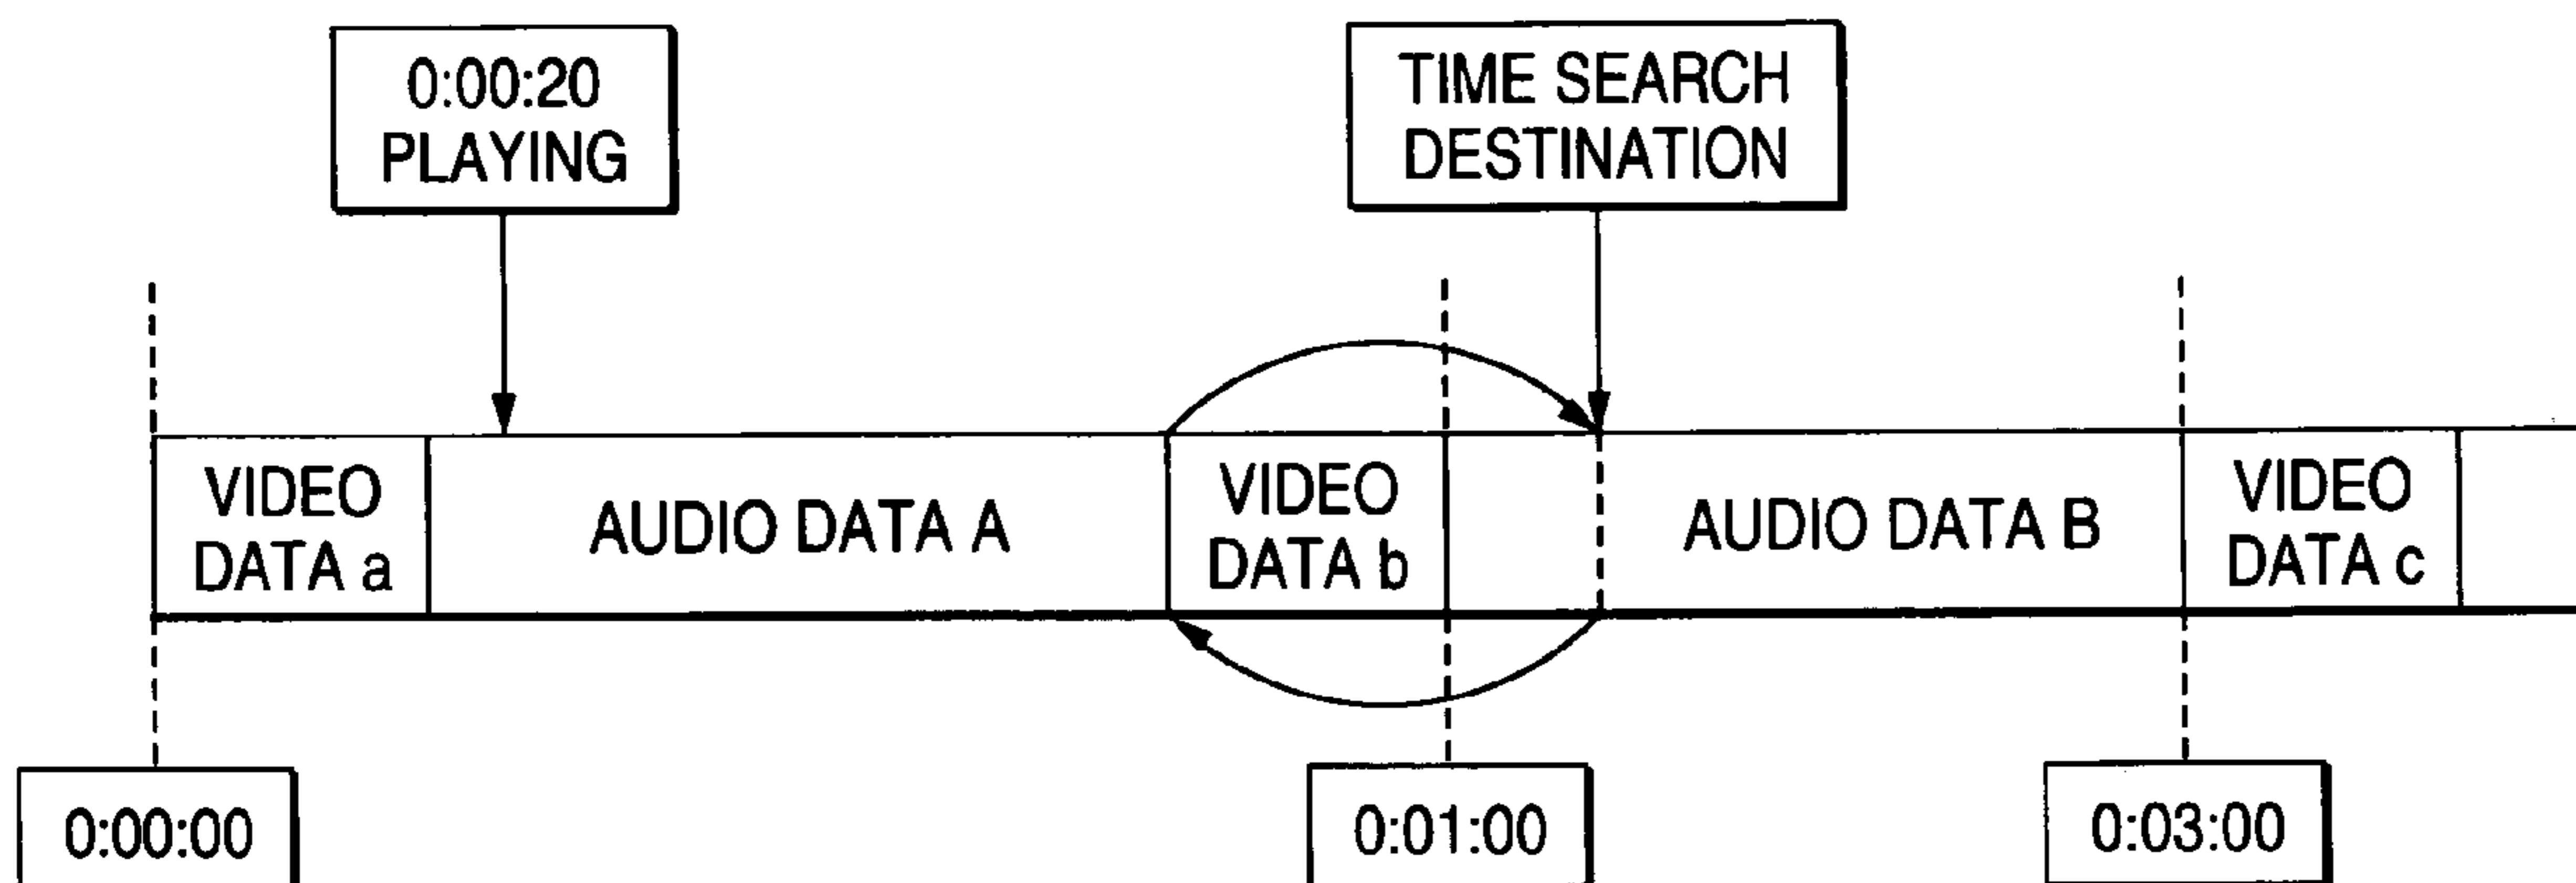 0:00:20
PLAYING
TIME SEARCH
DESTINATION
VIDEO
DATA a
AUDIO DATA A
VIDEO
DATA b
AUDIO DATA B
VIDEO
DATA c
0:00:00
0:01:00
0:03:00